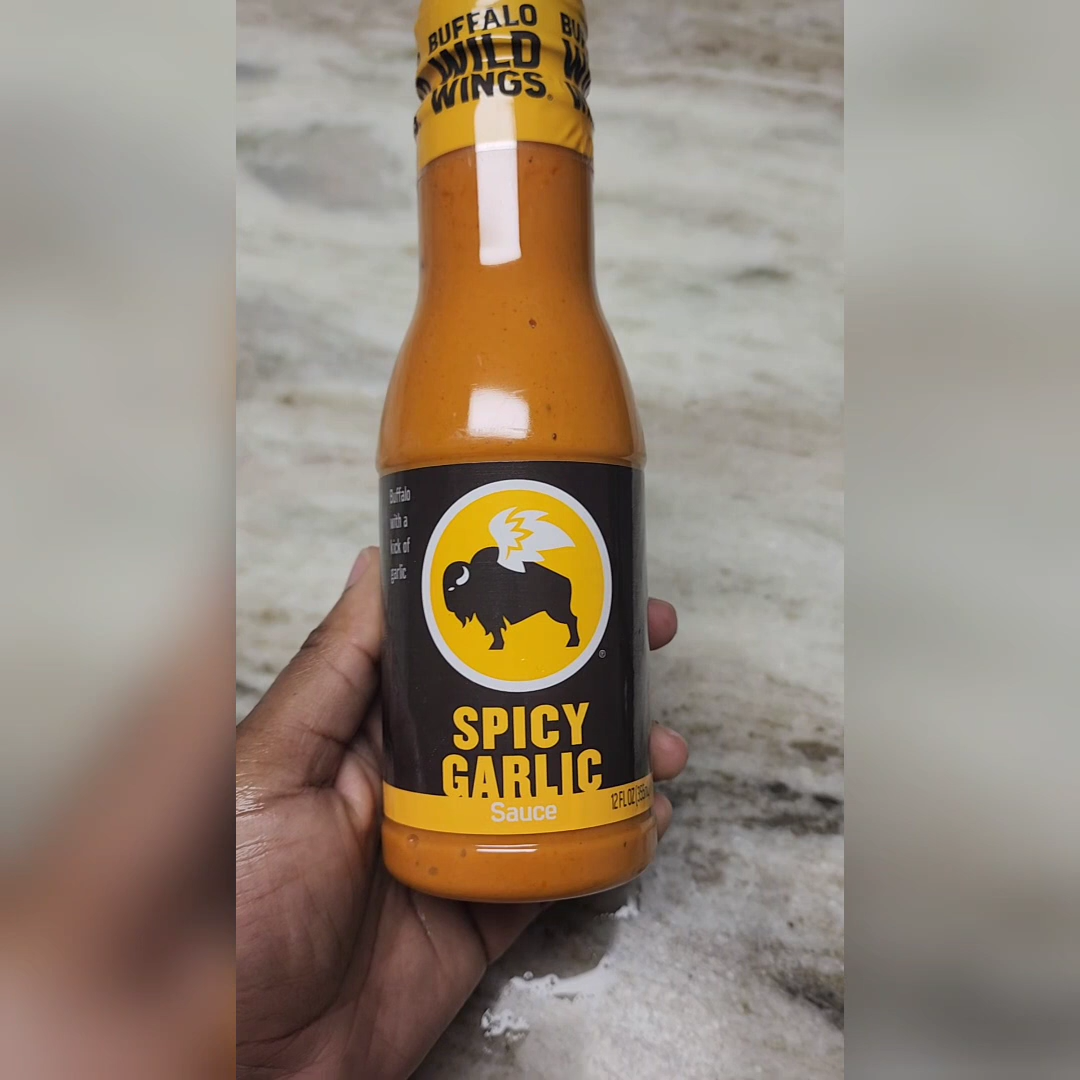 BUFFALO
WILD
WINGS®
Buffalo
with a
kick of
garlic
®
SPICY
GARLIC
Sauce
12 FL OZ